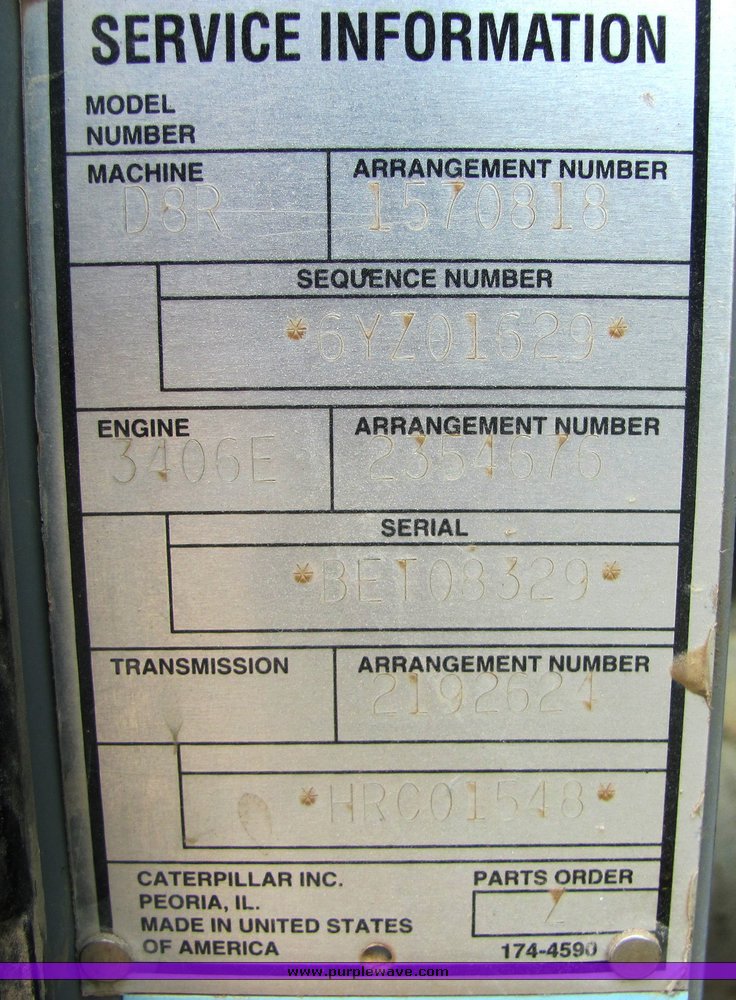 SERVICE INFORMATION
MODEL
NUMBER
MACHINE ARRANGEMENT NUMBER
D8R 1570818
SEQUENCE NUMBER
*6YZ01629*
ENGINE ARRANGEMENT NUMBER
3406E 2354676
SERIAL
*BET08329*
TRANSMISSION ARRANGEMENT NUMBER
2192621
*HRC01548*
CATERPILLAR INC. PARTS ORDER
PEORIA, IL.
MADE IN UNITED STATES
OF AMERICA 174-4590
www.purplewave.com